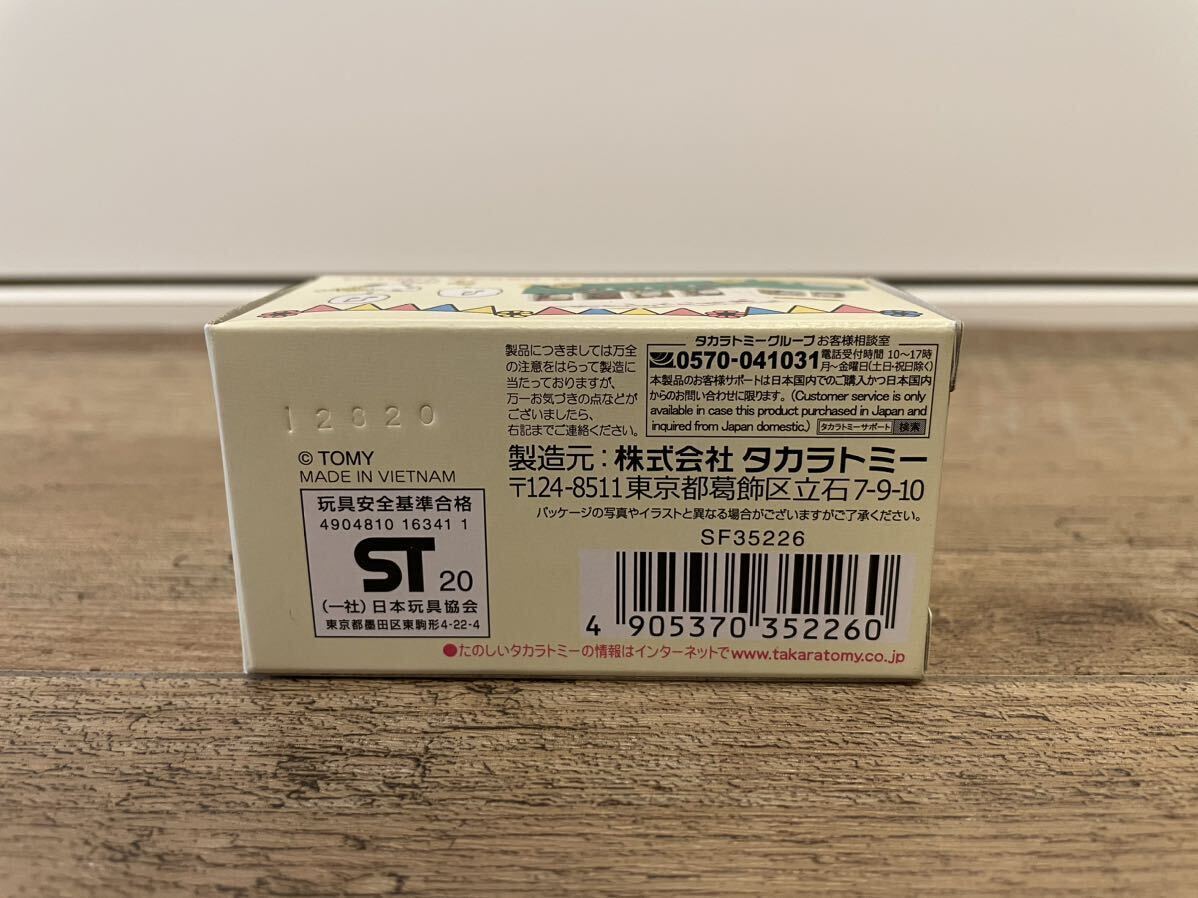 12820
© TOMY
MADE IN VIETNAM
玩具安全基準合格
4904810 16341 1
ST 20
(一社)日本玩具協会
東京都墨田区東駒形4-22-4
製品につきましては万全
の注意をはらって製造に
当たっておりますが、
万一お気づきの点などが
ございましたら、
右記までご連絡ください。
タカラトミーグループ お客様相談室
0570-041031 電話受付時間 10〜17時
月〜金曜日(土日・祝日除く)
本製品のお客様サポートは日本国内でのご購入かつ日本国内
からのお問い合わせに限ります。(Customer service is only
available in case this product purchased in Japan and
inquired from Japan domestic.) タカラトミーサポート 検索
製造元:株式会社 タカラトミー
〒124-8511東京都葛飾区立石7-9-10
パッケージの写真やイラストと異なる場合がございますがご了承ください。
SF35226
4 905370 352260
●たのしいタカラトミーの情報はインターネットでwww.takaratomy.co.jp